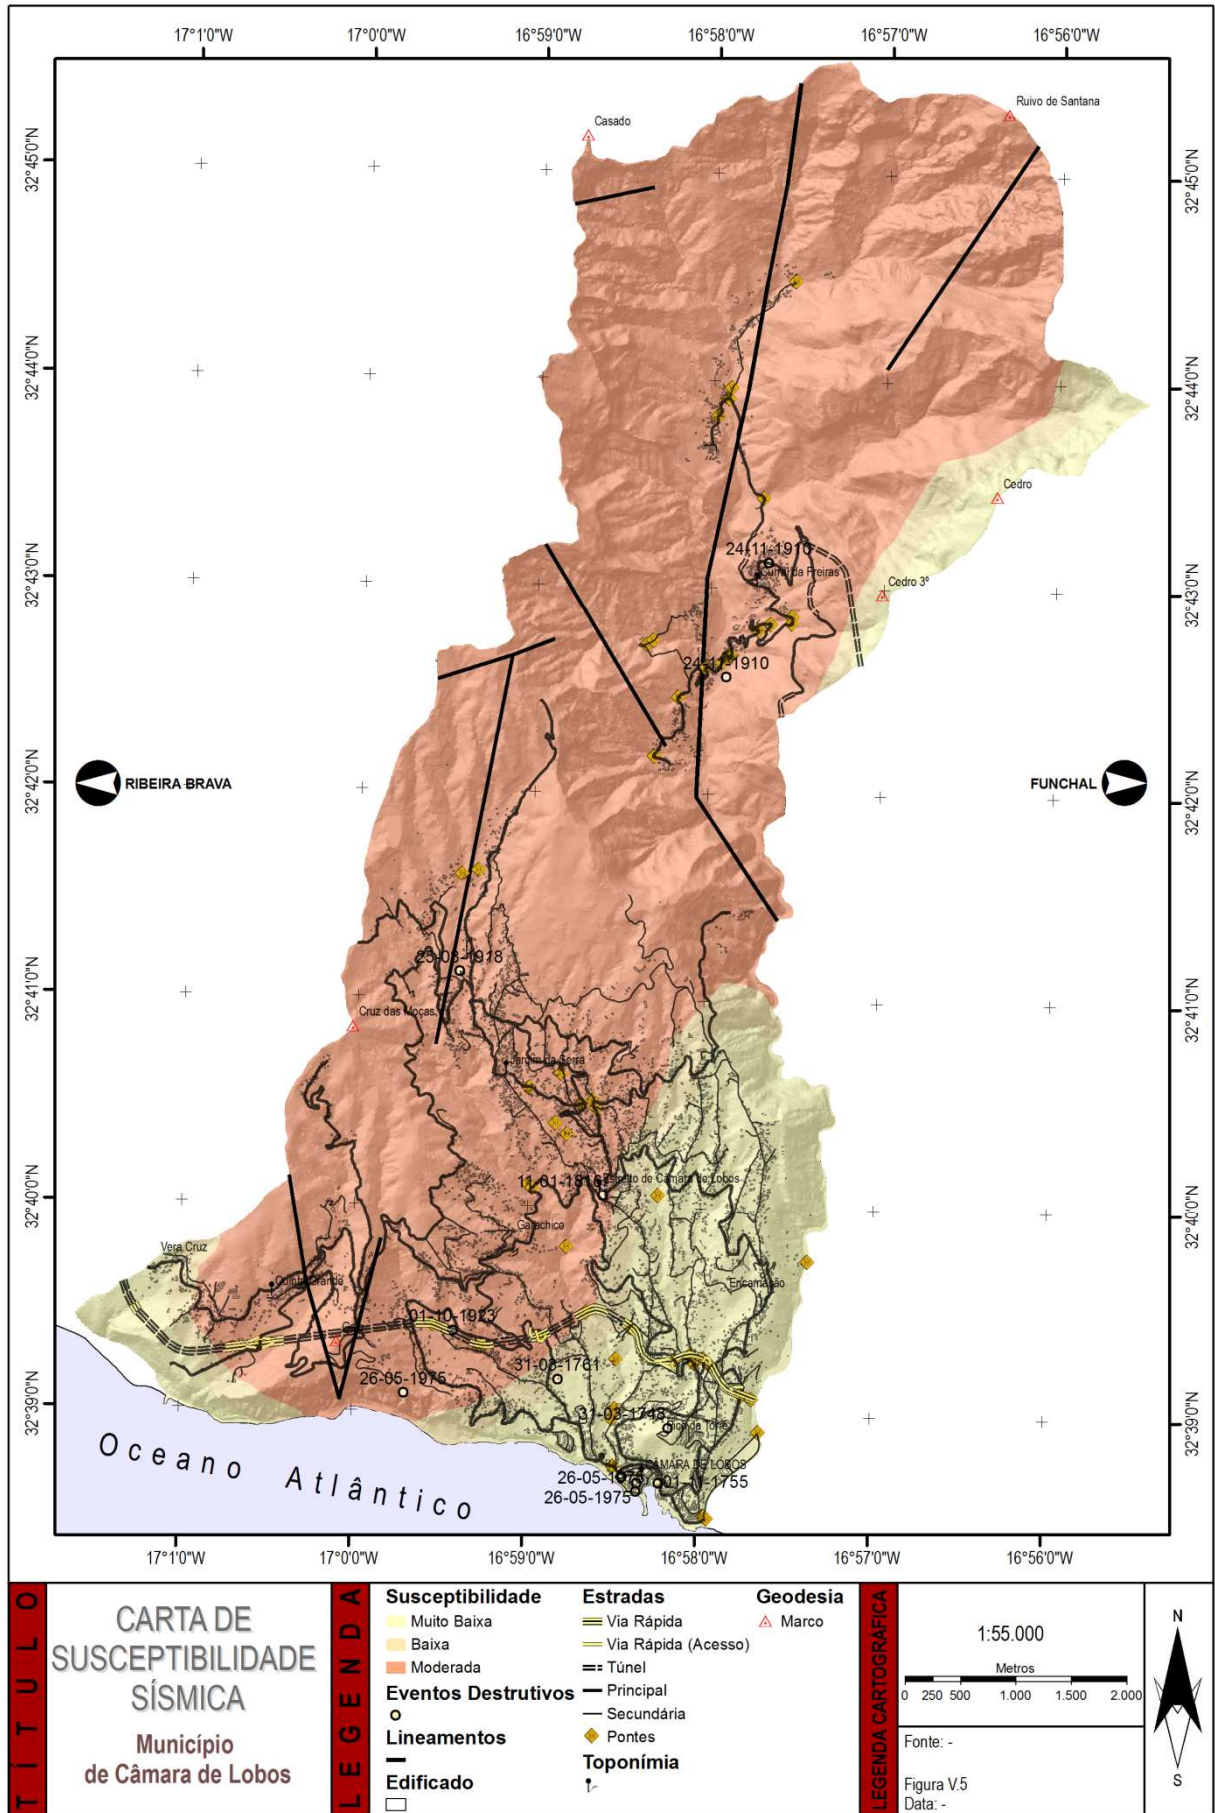 17°1'0"W 17°0'0"W 16°59'0"W 16°58'0"W 16°57'0"W 16°56'0"W
Ruivo de Santana
Casado
32°45'0"N
32°45'0"N
32°44'0"N
32°44'0"N
Cedro
24-11-1910
Curral da Freiras
32°43'0"N
Cedro 3º
32°43'0"N
24-11-1910
32°42'0"N
RIBEIRA BRAVA
FUNCHAL
32°42'0"N
25-03-1918
32°41'0"N
Cruz das Moças
32°41'0"N
Jardim da Serra
11-01-1816
Estreito de Câmara de Lobos
32°40'0"N
Garachico
32°40'0"N
Vera Cruz
Quinta Grande
Encarnação
01-10-1923
31-03-1761
26-05-1975
32°39'0"N
31-03-1748
Pico da Torre
32°39'0"N
Oceano Atlântico
CÂMARA DE LOBOS
26-05-1975
01-11-1755
26-05-1975
17°1'0"W 17°0'0"W 16°59'0"W 16°58'0"W 16°57'0"W 16°56'0"W
TÍTULO
CARTA DE
SUSCEPTIBILIDADE
SÍSMICA
Município
de Câmara de Lobos
LEGENDA
Susceptibilidade
Muito Baixa
Baixa
Moderada
Eventos Destrutivos
Lineamentos
Edificado
Estradas
Via Rápida
Via Rápida (Acesso)
Túnel
Principal
Secundária
Pontes
Toponímia
Geodesia
Marco
LEGENDA CARTOGRÁFICA
1:55.000
Metros
0 250 500 1.000 1.500 2.000
Fonte: -
Figura V.5
Data: -
N
S